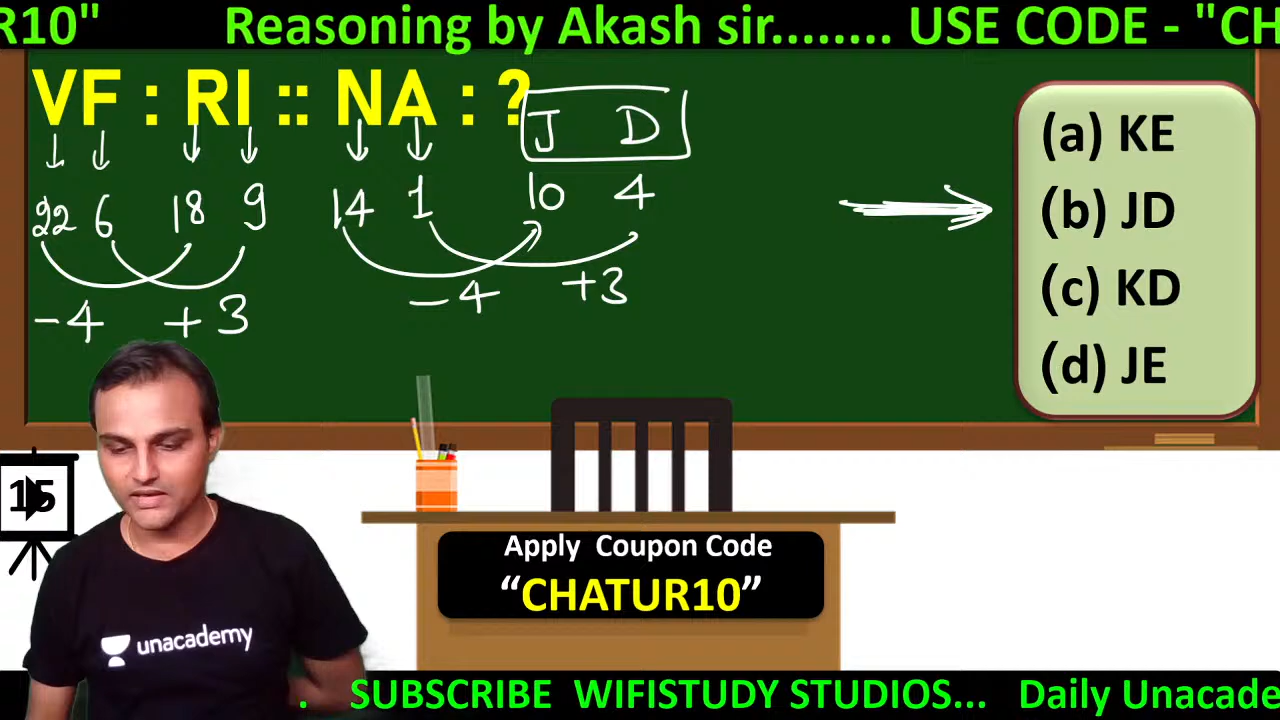 R10" Reasoning by Akash sir........ USE CODE - "CH
VF : RI :: NA : ?
J D
22 6 18 9 14 1 10 4
-4 +3 -4 +3
(a) KE
(b) JD
(c) KD
(d) JE
15
Apply Coupon Code
“CHATUR10”
unacademy
. SUBSCRIBE WIFISTUDY STUDIOS... Daily Unacade